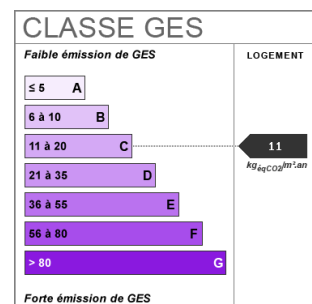 CLASSE GES
Faible émission de GES
LOGEMENT
≤ 5 A
6 à 10 B
11 à 20 C
11
kgéqCO2/m².an
21 à 35 D
36 à 55 E
56 à 80 F
> 80 G
Forte émission de GES